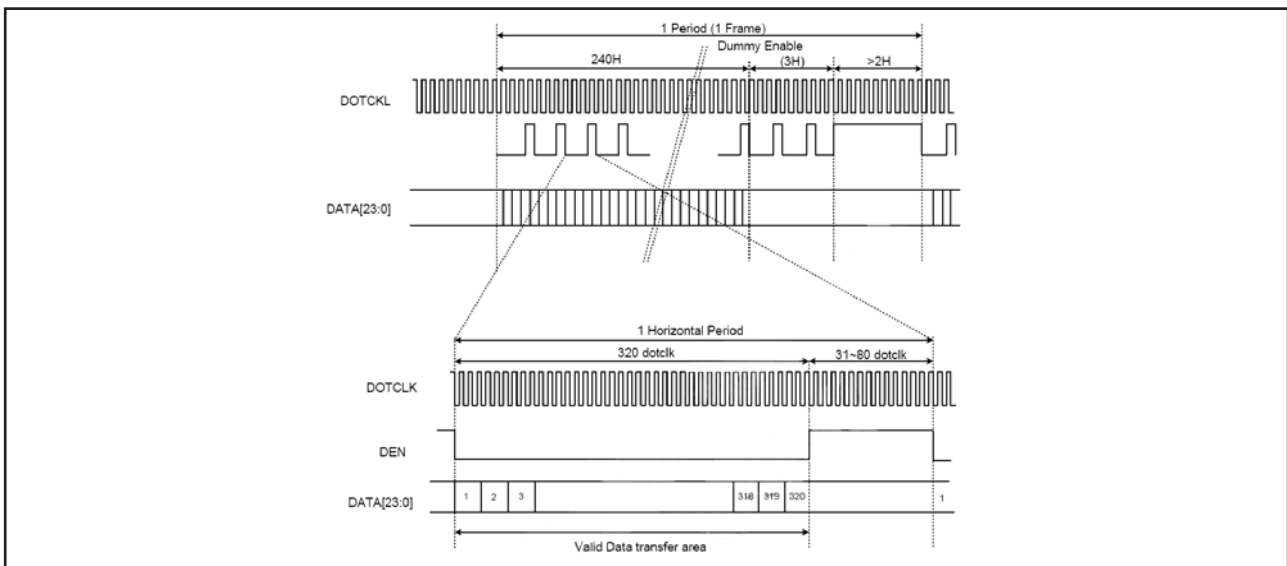 1 Period (1 Frame)
Dummy Enable
240H
(3H)
>2H
DOTCKL
DATA[23:0]
1 Horizontal Period
320 dotclk
31~80 dotclk
DOTCLK
DEN
DATA[23:0]
1 2 3 318 319 320 1
Valid Data transfer area